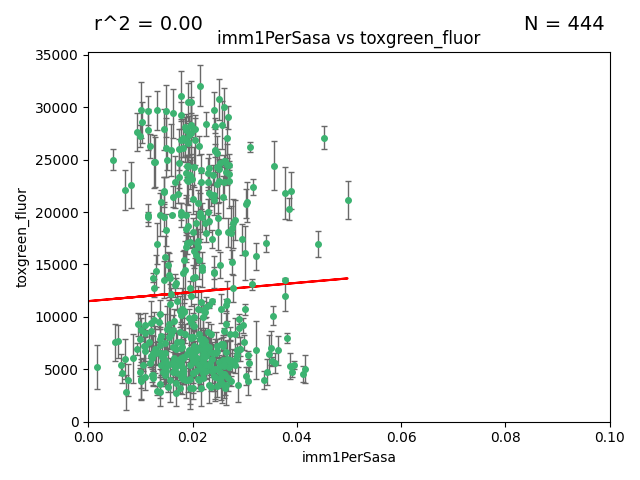 r^2 = 0.00
N = 444
imm1PerSasa vs toxgreen_fluor
35000
30000
25000
20000
15000
10000
5000
0
toxgreen_fluor
0.00
0.02
0.04
0.06
0.08
0.10
imm1PerSasa